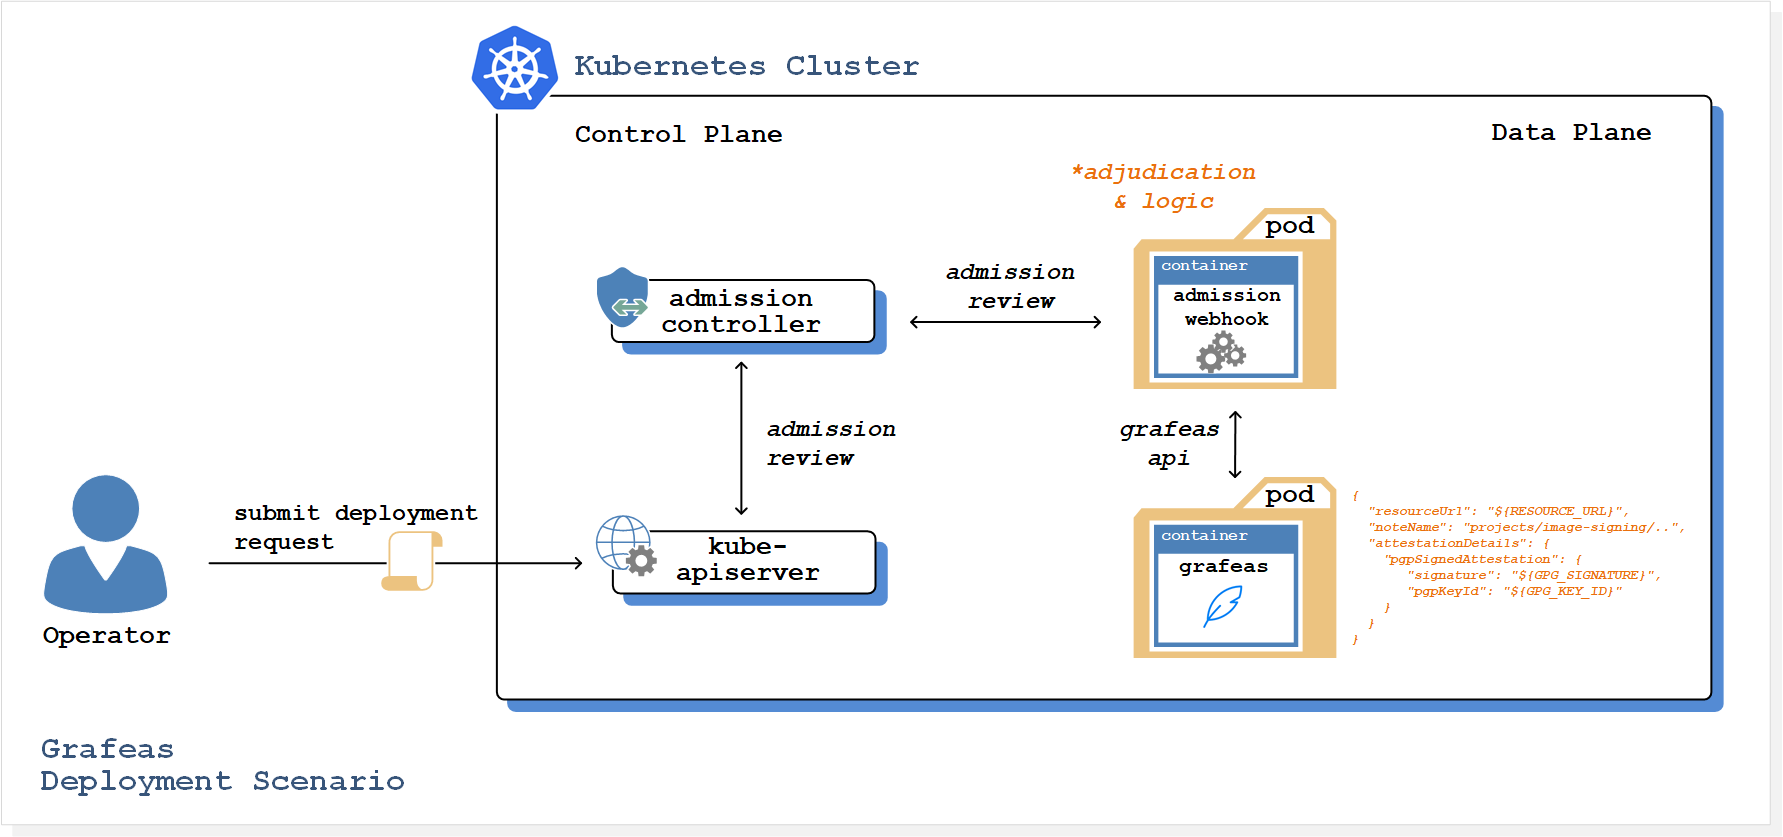 Kubernetes Cluster
Control Plane
Data Plane
*adjudication
& logic
pod
container
admission
webhook
admission
controller
admission
review
admission
review
grafeas
api
pod
container
grafeas
{
"resourceUrl": "${RESOURCE_URL}",
"noteName": "projects/image-signing/..",
"attestationDetails": {
"pgpSignedAttestation": {
"signature": "${GPG_SIGNATURE}",
"pgpKeyId": "${GPG_KEY_ID}"
}
}
}
submit deployment
request
kube-
apiserver
Operator
Grafeas
Deployment Scenario